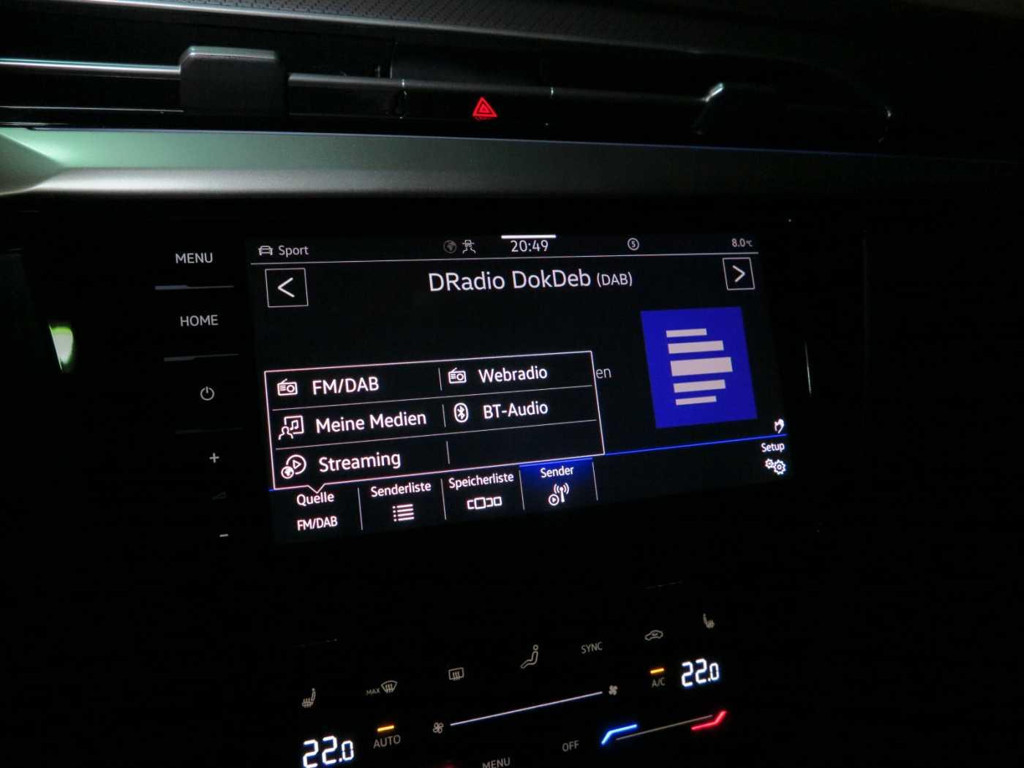 MENU
HOME
+
-
Sport
20:49
S
8.0°C
<
DRadio DokDeb (DAB)
>
FM/DAB
Webradio
en
Meine Medien
BT-Audio
Streaming
Quelle
FM/DAB
Senderliste
Speicherliste
Sender
Setup
SYNC
MAX
A/C
22.0
22.0
AUTO
MENU
OFF